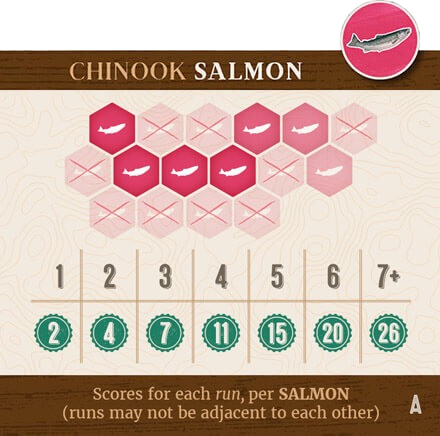 CHINOOK SALMON
1 2 3 4 5 6 7+
2 4 7 11 15 20 26
Scores for each run, per SALMON
(runs may not be adjacent to each other)
A